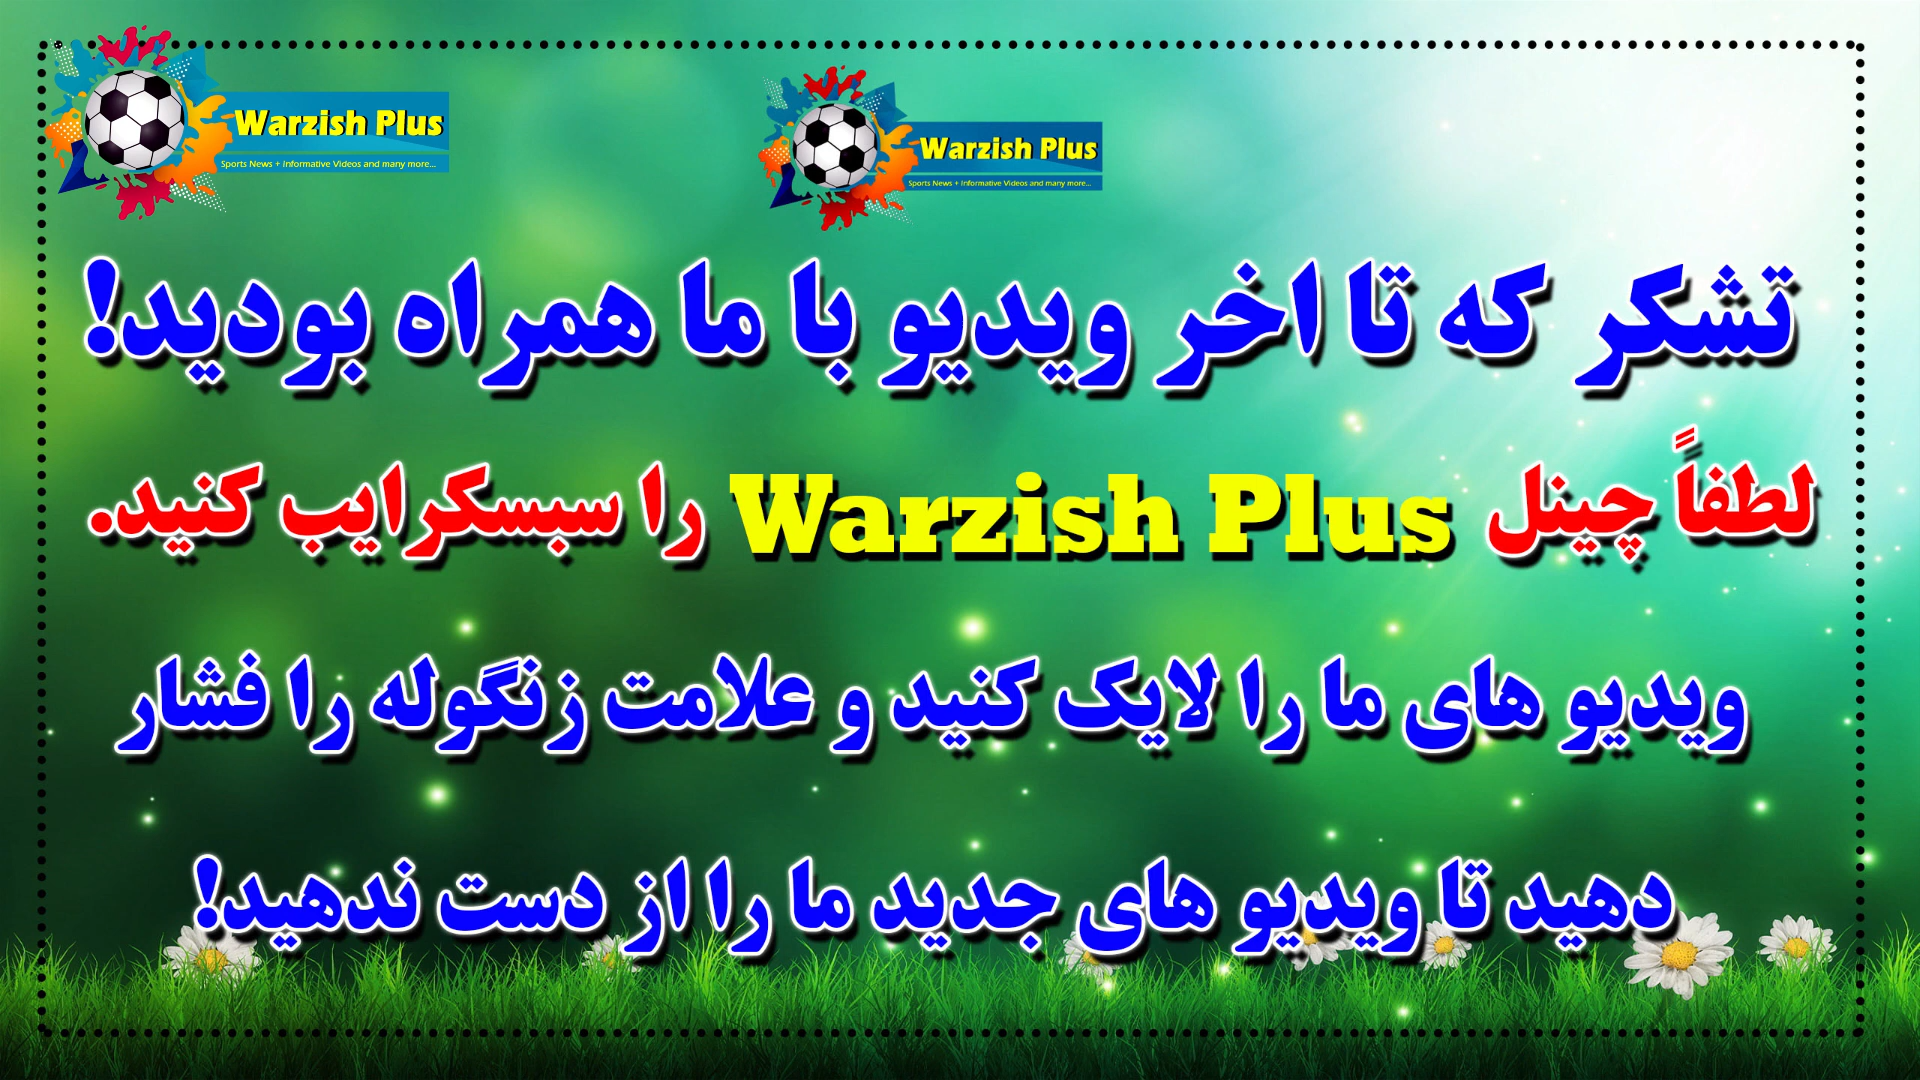 Warzish Plus
Sports News + Informative Videos and many more...
Warzish Plus
Sports News + Informative Videos and many more...
تشکر که تا اخر ویدیو با ما همراه بودید!
لطفاً چینل Warzish Plus را سبسکرایب کنید.
ویدیو های ما را لایک کنید و علامت زنگوله را فشار
دهید تا ویدیو های جدید ما را از دست ندهید!